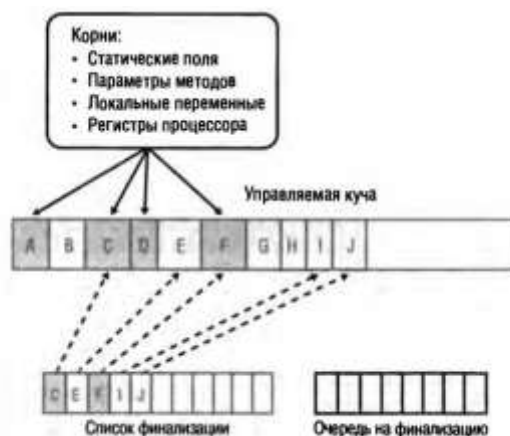 Корни:
• Статические поля
• Параметры методов
• Локальные переменные
• Регистры процессора
Управляемая куча
A B C D E F G H I J
C E F I J
Список финализации
Очередь на финализацию